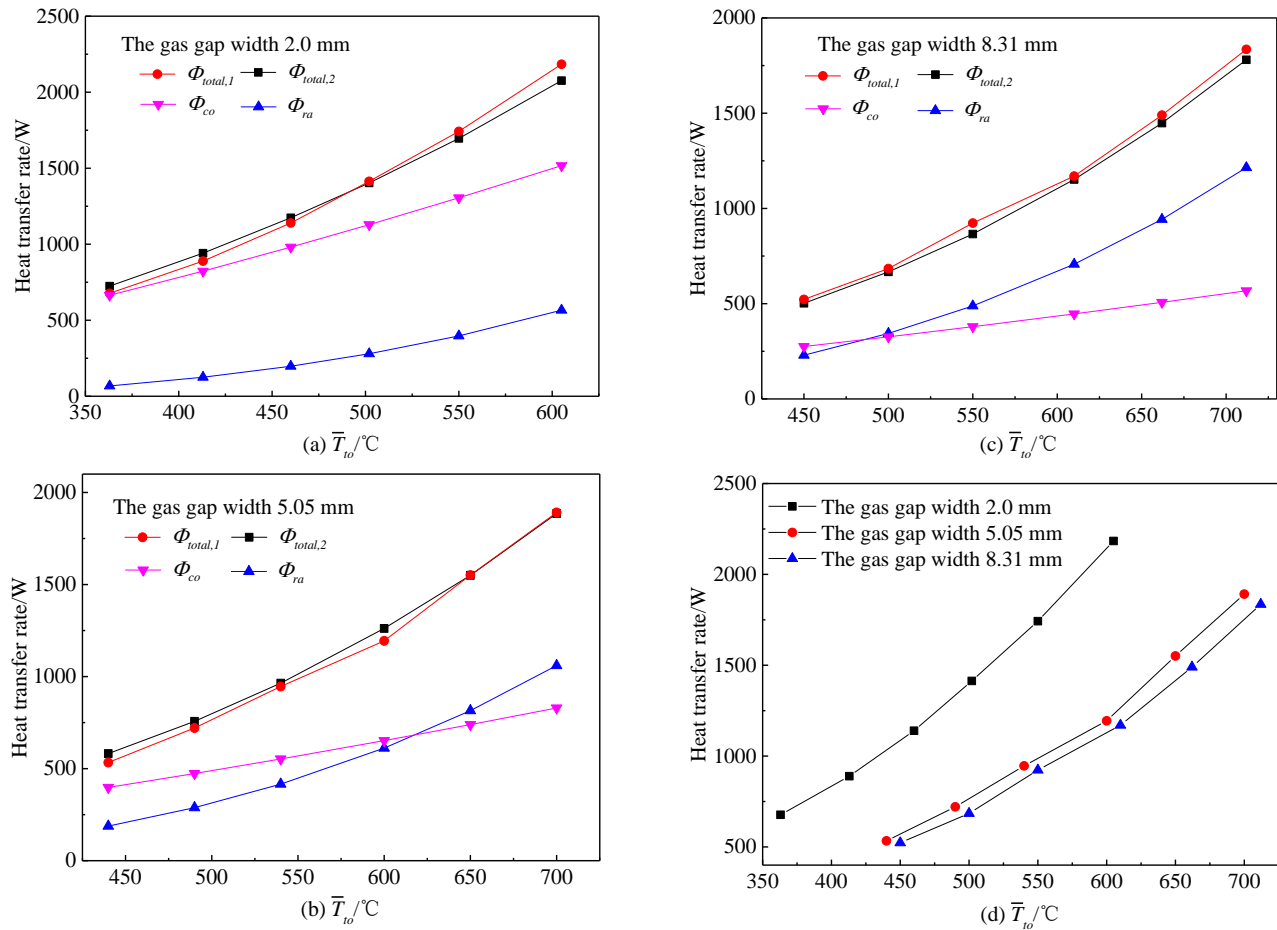 2500
2000
1500
1000
500
0
Heat transfer rate/W
The gas gap width 2.0 mm
Φtotal,1 Φtotal,2
Φco Φra
350 400 450 500 550 600
(a) T̅to/℃
2000
1500
1000
500
0
Heat transfer rate/W
The gas gap width 8.31 mm
Φtotal,1 Φtotal,2
Φco Φra
450 500 550 600 650 700
(c) T̅to/℃
2000
1500
1000
500
0
Heat transfer rate/W
The gas gap width 5.05 mm
Φtotal,1 Φtotal,2
Φco Φra
450 500 550 600 650 700
(b) T̅to/℃
2500
2000
1500
1000
500
Heat transfer rate/W
The gas gap width 2.0 mm
The gas gap width 5.05 mm
The gas gap width 8.31 mm
350 400 450 500 550 600 650 700
(d) T̅to/℃